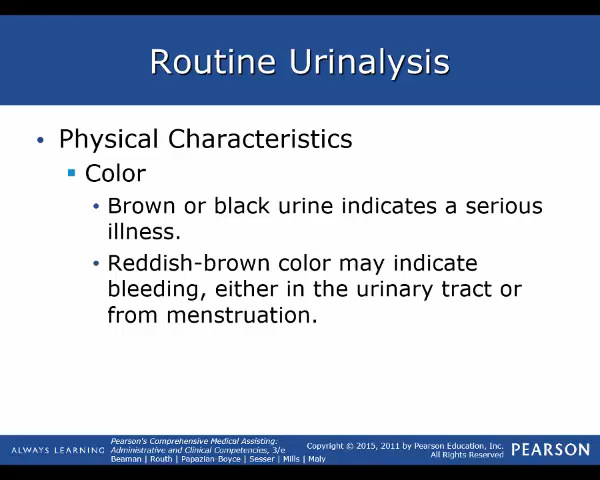 Routine Urinalysis
• Physical Characteristics
▪ Color
• Brown or black urine indicates a serious
illness.
• Reddish-brown color may indicate
bleeding, either in the urinary tract or
from menstruation.
ALWAYS LEARNING
Pearson's Comprehensive Medical Assisting:
Administrative and Clinical Competencies, 3/e
Beaman | Routh | Papazian-Boyce | Sesser | Mills | Maly
Copyright © 2015, 2011 by Pearson Education, Inc.
All Rights Reserved
PEARSON